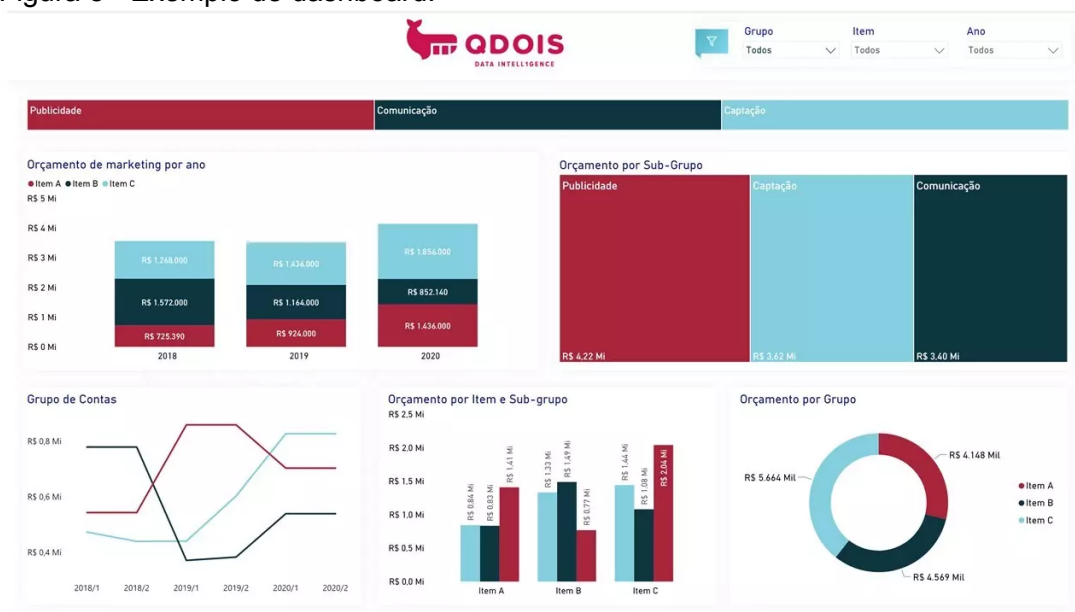 QDOIS
DATA INTELL1GENCE
Grupo
Todos
Item
Todos
Ano
Todos
Publicidade
Comunicação
Captação
Orçamento de marketing por ano
Item A Item B Item C
R$ 5 Mi
R$ 4 Mi
R$ 3 Mi
R$ 2 Mi
R$ 1 Mi
R$ 0 Mi
R$ 1.268.000
R$ 1.572.000
R$ 725.390
R$ 1.436.000
R$ 1.164.000
R$ 924.000
R$ 1.856.000
R$ 852.140
R$ 1.436.000
2018 2019 2020
Orçamento por Sub-Grupo
Publicidade
R$ 4,22 Mi
Captação
R$ 3,62 Mi
Comunicação
R$ 3,40 Mi
Grupo de Contas
R$ 0,8 Mi
R$ 0,6 Mi
R$ 0,4 Mi
2018/1 2018/2 2019/1 2019/2 2020/1 2020/2
Orçamento por Item e Sub-grupo
R$ 2,5 Mi
R$ 2,0 Mi
R$ 1,5 Mi
R$ 1,0 Mi
R$ 0,5 Mi
R$ 0,0 Mi
R$ 0,84 Mi
R$ 0,83 Mi
R$ 1,41 Mi
R$ 1,33 Mi
R$ 1,49 Mi
R$ 0,77 Mi
R$ 1,44 Mi
R$ 1,08 Mi
R$ 2,04 Mi
Item A Item B Item C
Orçamento por Grupo
R$ 4.148 Mil
R$ 5.664 Mil
R$ 4.569 Mil
Item A
Item B
Item C